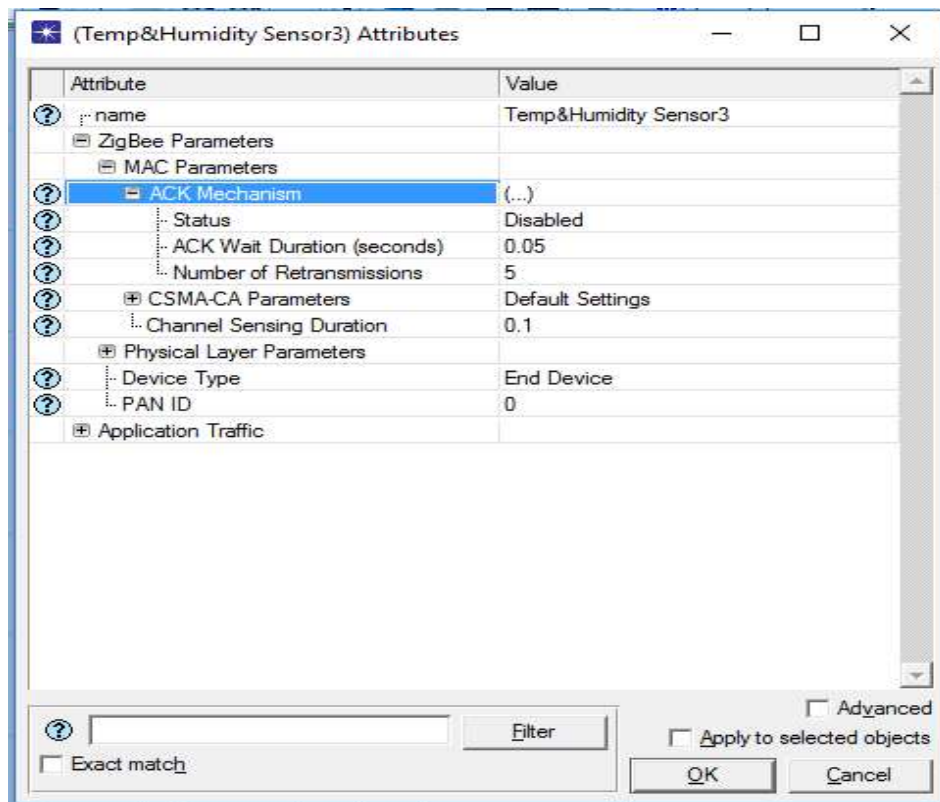 (Temp&Humidity Sensor3) Attributes
Attribute Value
name Temp&Humidity Sensor3
ZigBee Parameters
MAC Parameters
ACK Mechanism (...)
Status Disabled
ACK Wait Duration (seconds) 0.05
Number of Retransmissions 5
CSMA-CA Parameters Default Settings
Channel Sensing Duration 0.1
Physical Layer Parameters
Device Type End Device
PAN ID 0
Application Traffic
Advanced
Filter
Apply to selected objects
Exact match
OK Cancel